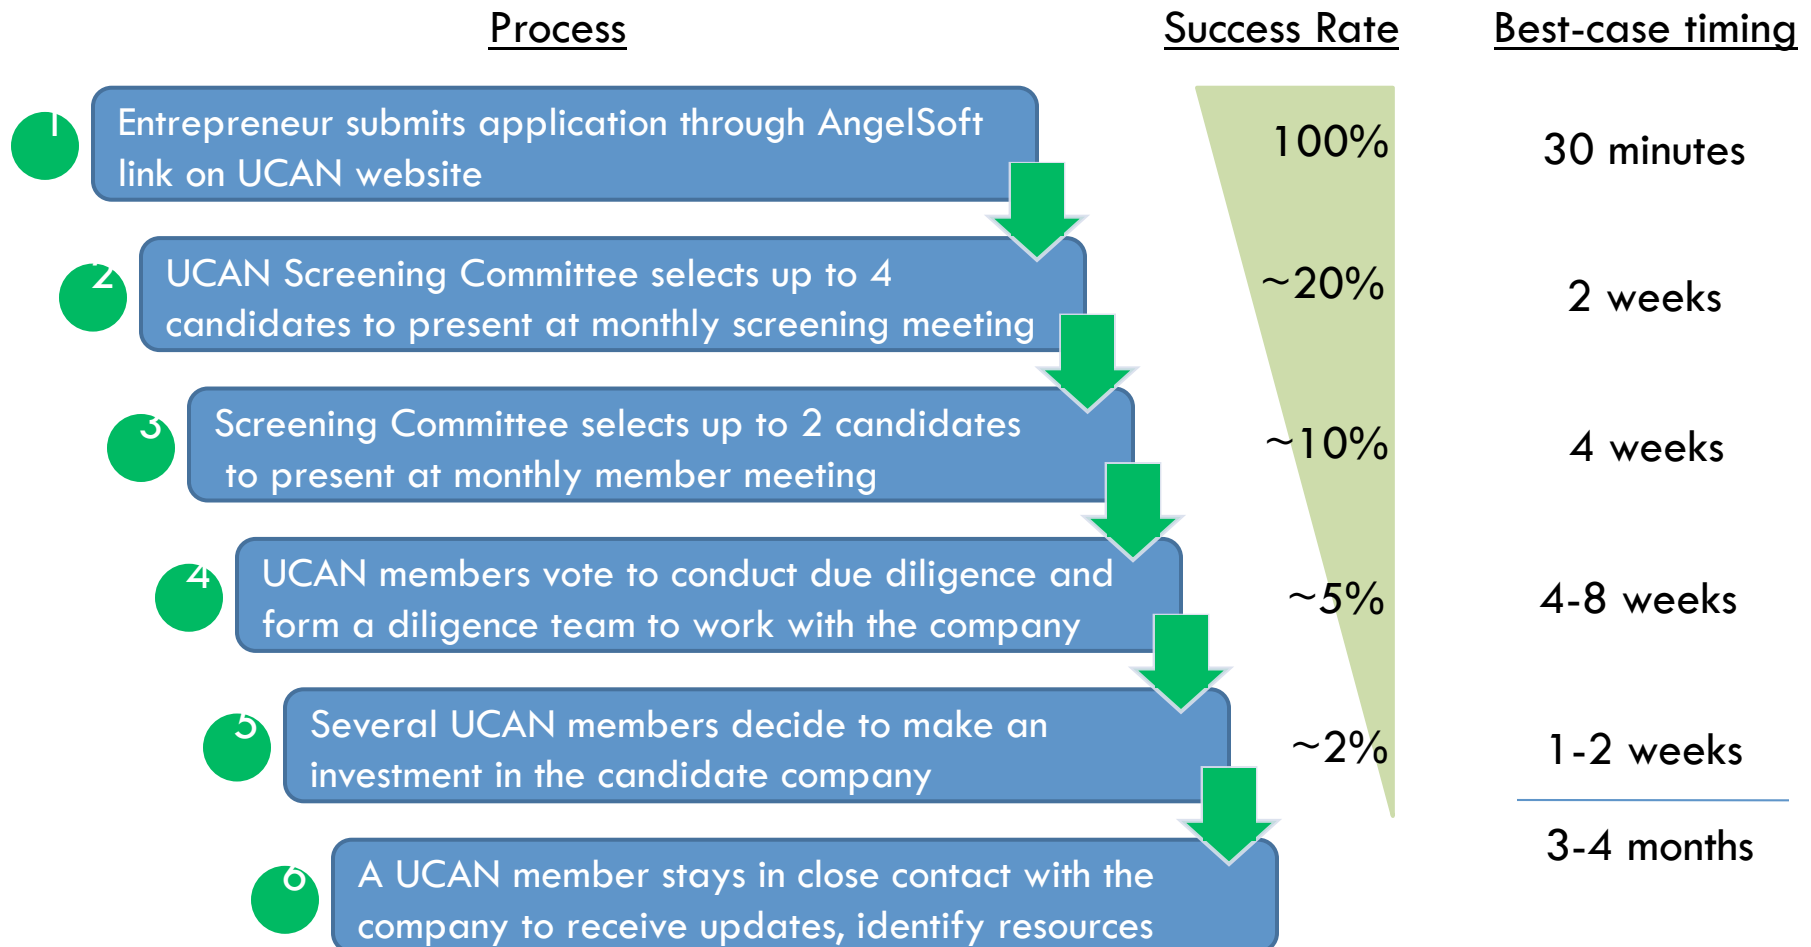 Process
Success Rate
Best-case timing
1
Entrepreneur submits application through AngelSoft
link on UCAN website
100%
30 minutes
2
UCAN Screening Committee selects up to 4
candidates to present at monthly screening meeting
~20%
2 weeks
3
Screening Committee selects up to 2 candidates
to present at monthly member meeting
~10%
4 weeks
4
UCAN members vote to conduct due diligence and
form a diligence team to work with the company
~5%
4-8 weeks
5
Several UCAN members decide to make an
investment in the candidate company
~2%
1-2 weeks
3-4 months
6
A UCAN member stays in close contact with the
company to receive updates, identify resources